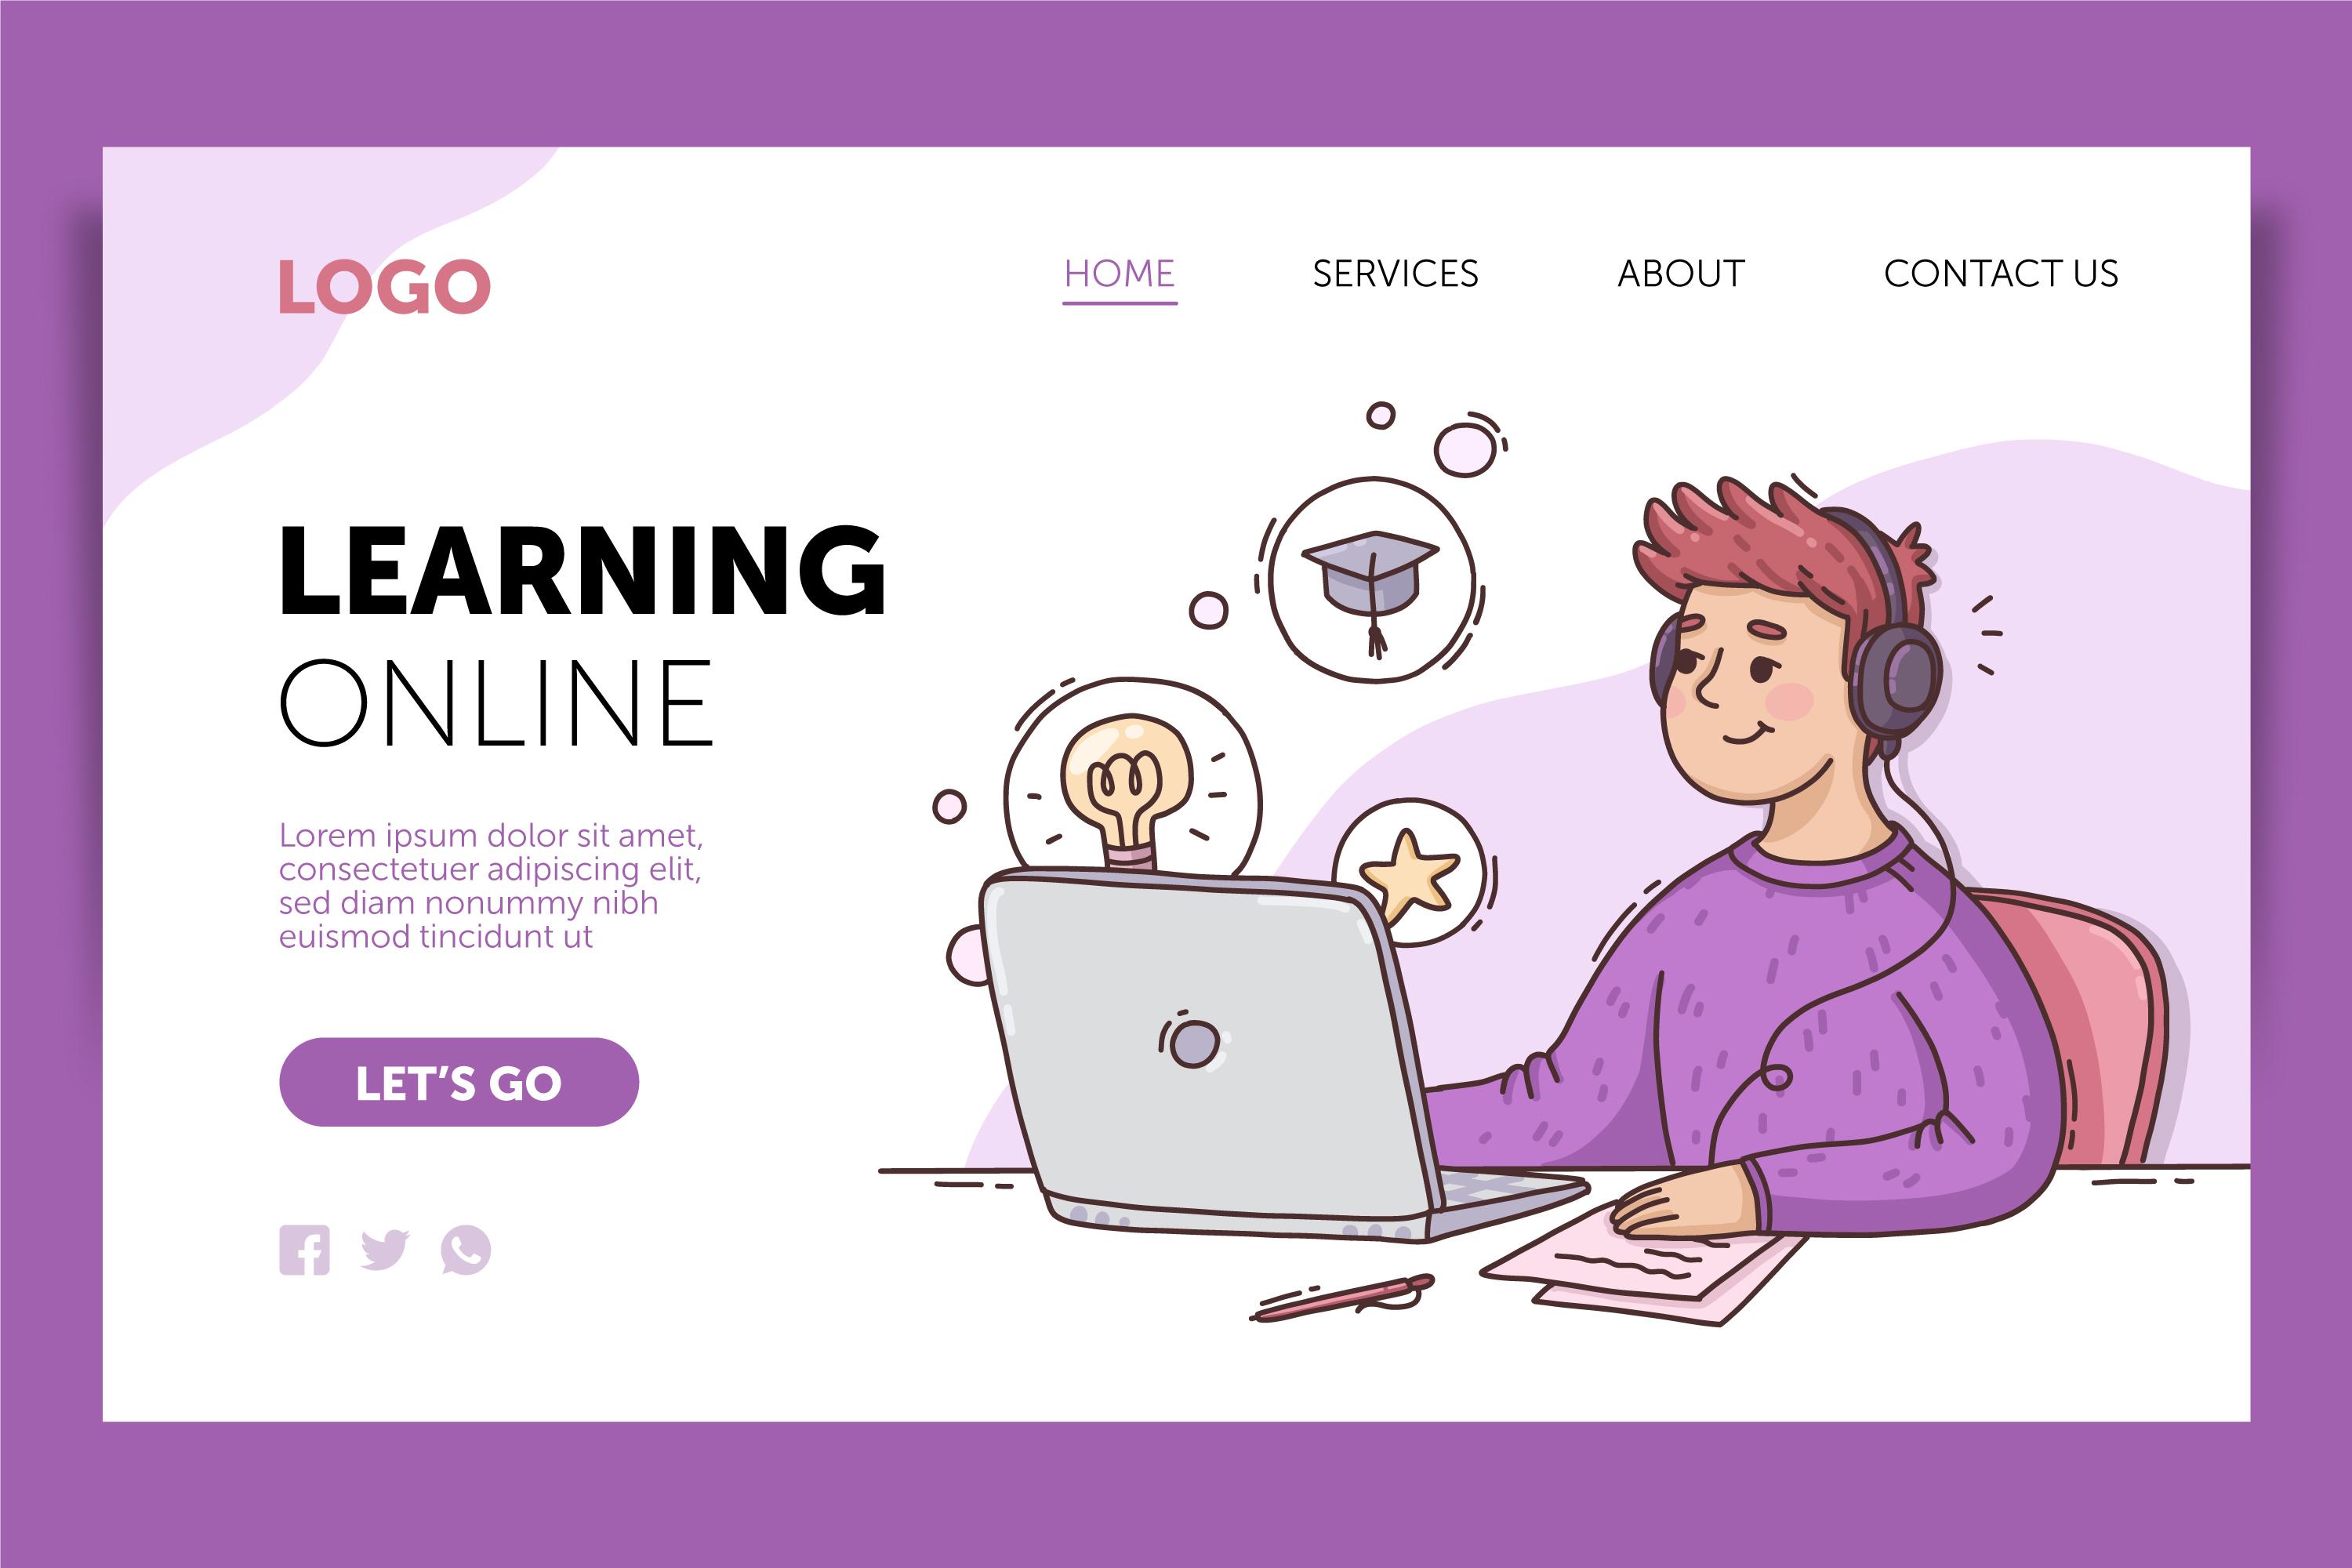 LOGO
HOME SERVICES ABOUT CONTACT US
LEARNING
ONLINE
Lorem ipsum dolor sit amet,
consectetuer adipiscing elit,
sed diam nonummy nibh
euismod tincidunt ut
LET'S GO